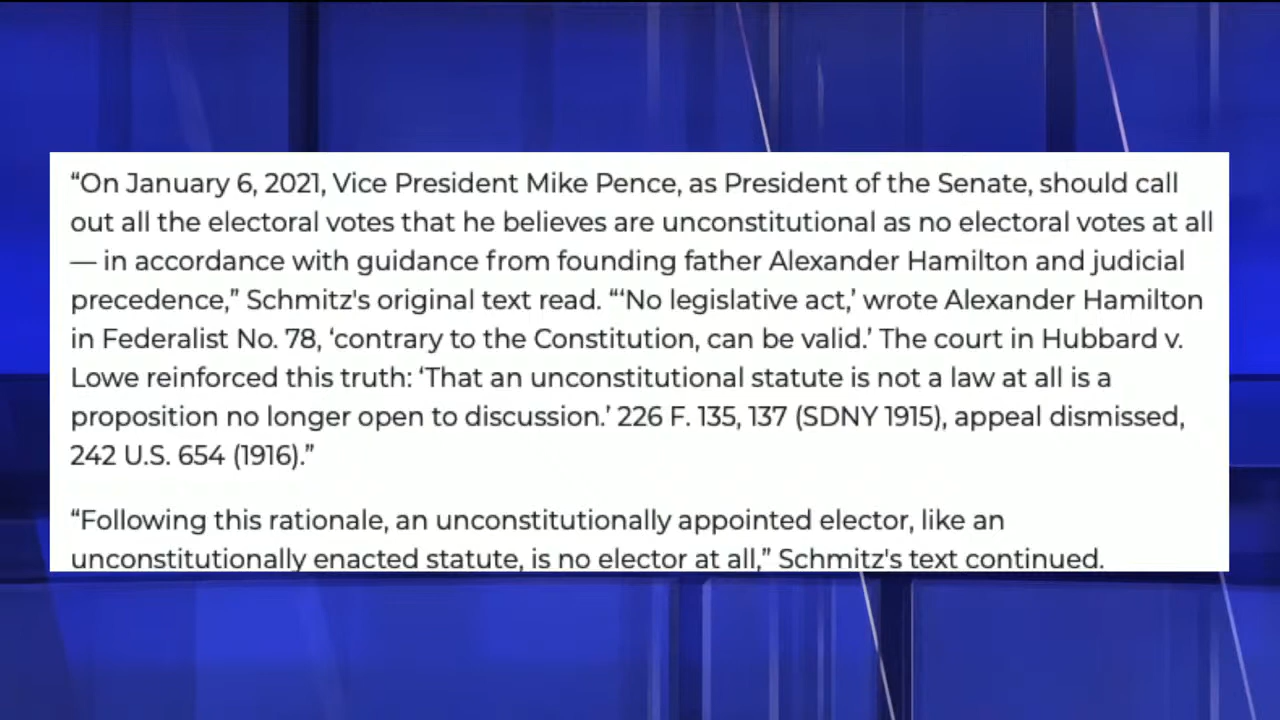 “On January 6, 2021, Vice President Mike Pence, as President of the Senate, should call
out all the electoral votes that he believes are unconstitutional as no electoral votes at all
— in accordance with guidance from founding father Alexander Hamilton and judicial
precedence,” Schmitz's original text read. “‘No legislative act,’ wrote Alexander Hamilton
in Federalist No. 78, ‘contrary to the Constitution, can be valid.’ The court in Hubbard v.
Lowe reinforced this truth: ‘That an unconstitutional statute is not a law at all is a
proposition no longer open to discussion.’ 226 F. 135, 137 (SDNY 1915), appeal dismissed,
242 U.S. 654 (1916).”
“Following this rationale, an unconstitutionally appointed elector, like an
unconstitutionally enacted statute, is no elector at all,” Schmitz's text continued.